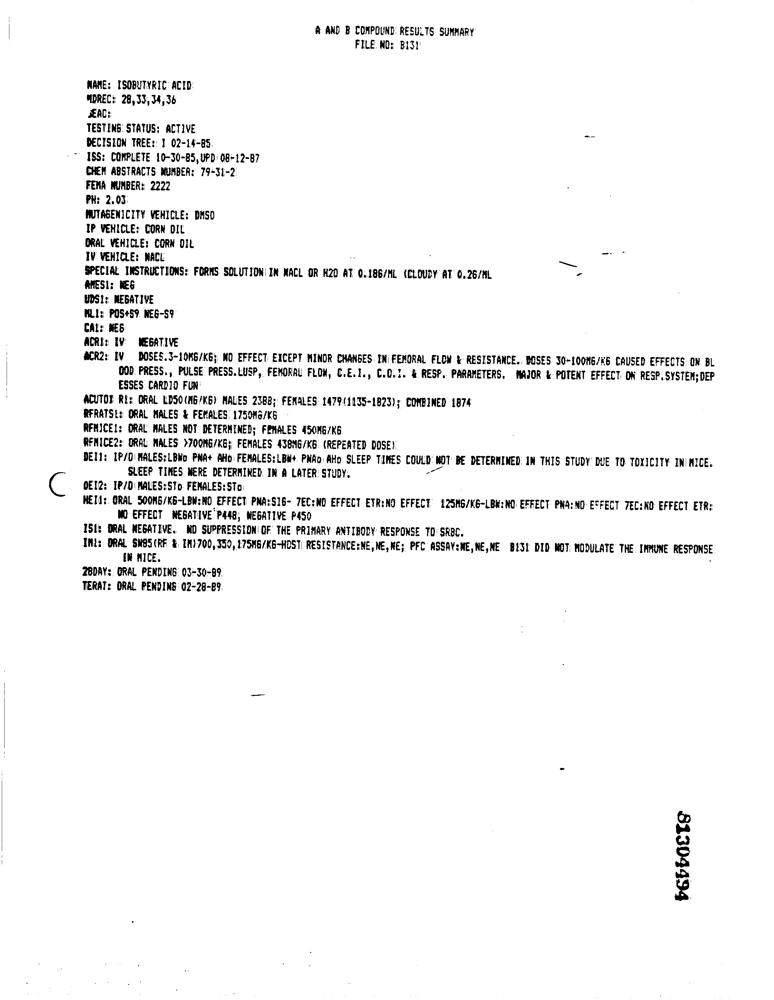 A AND B COMPOUND RESULTS SUMMARY
FILE NO: B131
NAME: ISOBUTYRIC ACID
MDREC: 28,33,34,36
EAC:
TESTING STATUS: ACTIVE
DECISION TREE: I 02-14-85
ISS: COMPLETE 10-30-85,UPD 08-12-87
CHEM ABSTRACTS NUMBER: 79-31-2
FEMA NUMBER: 2222
PH: 2.03
MUTAGENICITY VEHICLE: DMSO
IP VEHICLE: CORN OIL
ORAL VEHICLE: CORN OIL
IV VEHICLE: NACL
SPECIAL INSTRUCTIONS: FORMS SOLUTION IN NACL OR H2O AT 0.18G/ML (CLOUDY AT 0.2G/ML
AMES1: NEG
UDS1: NEGATIVE
ML1: POS+S9 NEG-S9
CA1: NEG
ACR1: IV NEGATIVE
ACR2: IV DOSES.3-10MG/KG; NO EFFECT EXCEPT MINOR CHANGES IN FEMORAL FLOW & RESISTANCE. DOSES 30-100MG/KG CAUSED EFFECTS ON BL
OOD PRESS., PULSE PRESS.LUSP, FEMORAL FLOW, C.E.I., C.O.I. & RESP. PARAMETERS. MAJOR & POTENT EFFECT ON RESP.SYSTEM;DEP
ESSES CARDIO FUN
ACUTOX R1: ORAL LD50(MG/KG) MALES 2388; FEMALES 1479(1135-1823); COMBINED 1874
RFRATS1: ORAL MALES & FEMALES 1750MG/KG
RFMICE1: ORAL MALES NOT DETERMINED; FEMALES 450MG/KG
RFMICE2: ORAL MALES >700MG/KG; FEMALES 438MG/KG (REPEATED DOSE)
DEI1: IP/O MALES:LBWo PNA+ AHo FEMALES:LBW+ PNAo AHo SLEEP TIMES COULD NOT BE DETERMINED IN THIS STUDY DUE TO TOXICITY IN MICE.
SLEEP TIMES WERE DETERMINED IN A LATER STUDY.
DEI2: IP/O MALES:STo FEMALES:STo
HEI1: ORAL 500MG/KG-LBW:NO EFFECT PNA:SIG- 7EC:NO EFFECT ETR:NO EFFECT 125MG/KG-LBW:NO EFFECT PNA:NO EFFECT 7EC:NO EFFECT ETR:
NO EFFECT NEGATIVE P448; NEGATIVE P450
IS1: ORAL NEGATIVE. NO SUPPRESSION OF THE PRIMARY ANTIBODY RESPONSE TO SRBC.
IM1: ORAL SN85(RF & IM)700,350,175MG/KG-HOST RESISTANCE:NE,NE,NE; PFC ASSAY:NE,NE,NE B131 DID NOT MODULATE THE IMMUNE RESPONSE
IN MICE.
28DAY: ORAL PENDING 03-30-89
TERAT: ORAL PENDING 02-28-89
81304494